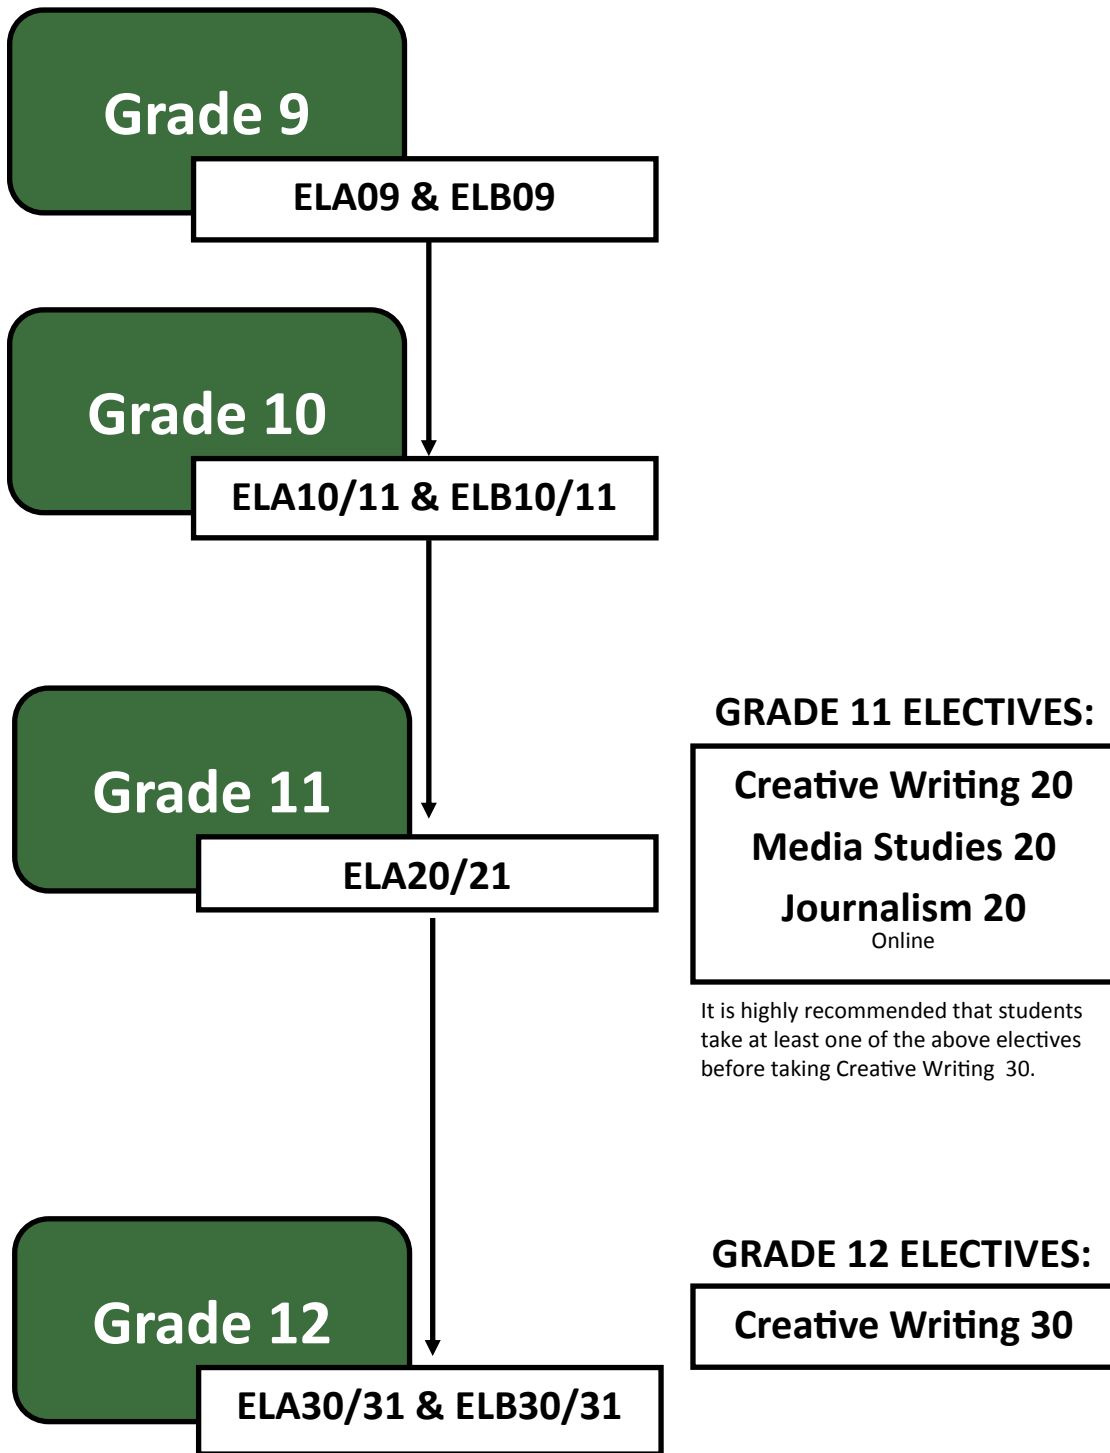 Grade 9
ELA09 & ELB09
Grade 10
ELA10/11 & ELB10/11
Grade 11
ELA20/21
GRADE 11 ELECTIVES:
Creative Writing 20
Media Studies 20
Journalism 20
Online
It is highly recommended that students
take at least one of the above electives
before taking Creative Writing  30.
Grade 12
ELA30/31 & ELB30/31
GRADE 12 ELECTIVES:
Creative Writing 30